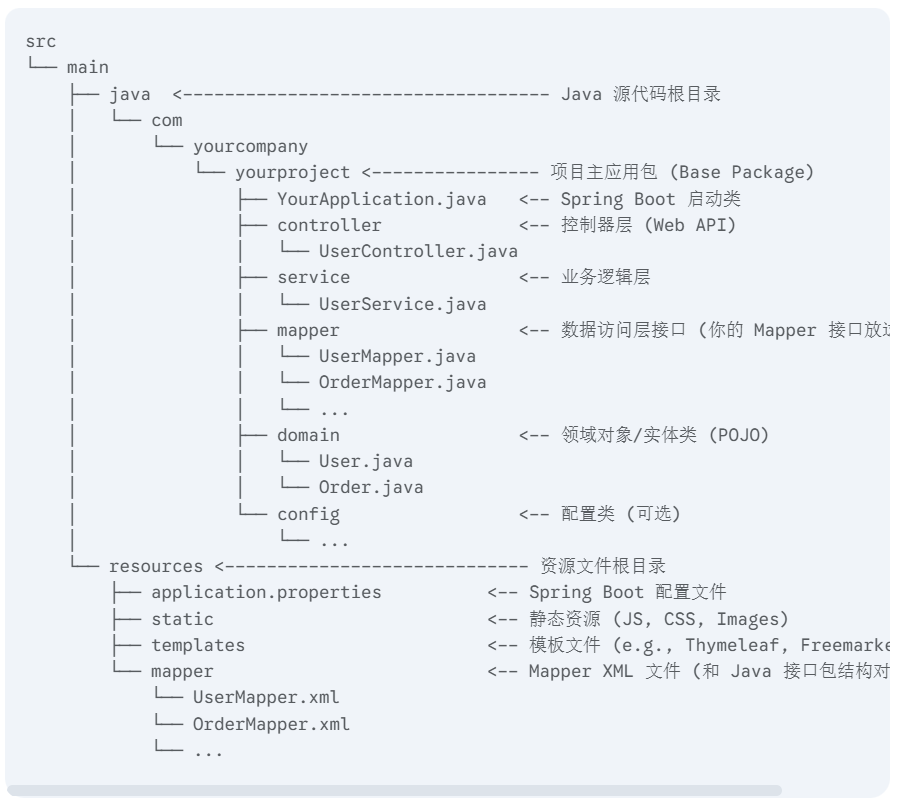 src
└── main
    ├── java  <----------------------------------- Java 源代码根目录
    │   └── com
    │       └── yourcompany
    │           └── yourproject <---------------- 项目主应用包 (Base Package)
    │               ├── YourApplication.java   <-- Spring Boot 启动类
    │               ├── controller             <-- 控制器层 (Web API)
    │               │   └── UserController.java
    │               ├── service                <-- 业务逻辑层
    │               │   └── UserService.java
    │               ├── mapper                 <-- 数据访问层接口 (你的 Mapper 接口放
    │               │   └── UserMapper.java
    │               │   └── OrderMapper.java
    │               │   └── ...
    │               ├── domain                 <-- 领域对象/实体类 (POJO)
    │               │   └── User.java
    │               │   └── Order.java
    │               └── config                 <-- 配置类 (可选)
    │                   └── ...
    └── resources <----------------------------- 资源文件根目录
        ├── application.properties          <-- Spring Boot 配置文件
        ├── static                          <-- 静态资源 (JS, CSS, Images)
        ├── templates                       <-- 模板文件 (e.g., Thymeleaf, Freemarke
        └── mapper                          <-- Mapper XML 文件 (和 Java 接口包结构对
            └── UserMapper.xml
            └── OrderMapper.xml
            └── ...